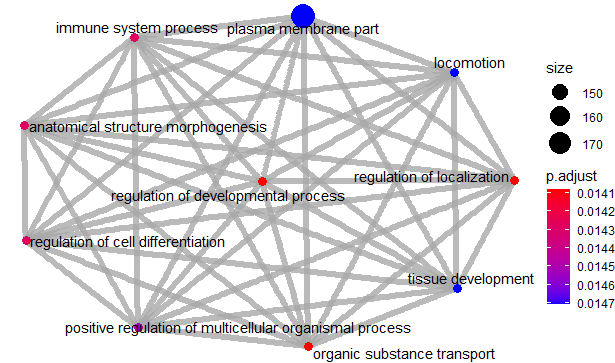 immune system process
plasma membrane part
locomotion
anatomical structure morphogenesis
regulation of localization
regulation of developmental process
regulation of cell differentiation
tissue development
positive regulation of multicellular organismal process
organic substance transport
size
150
160
170
p.adjust
0.0141
0.0142
0.0143
0.0144
0.0145
0.0146
0.0147